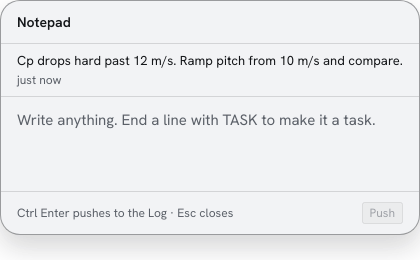 Notepad
Cp drops hard past 12 m/s. Ramp pitch from 10 m/s and compare.
just now
Write anything. End a line with TASK to make it a task.
Ctrl Enter pushes to the Log · Esc closes
Push